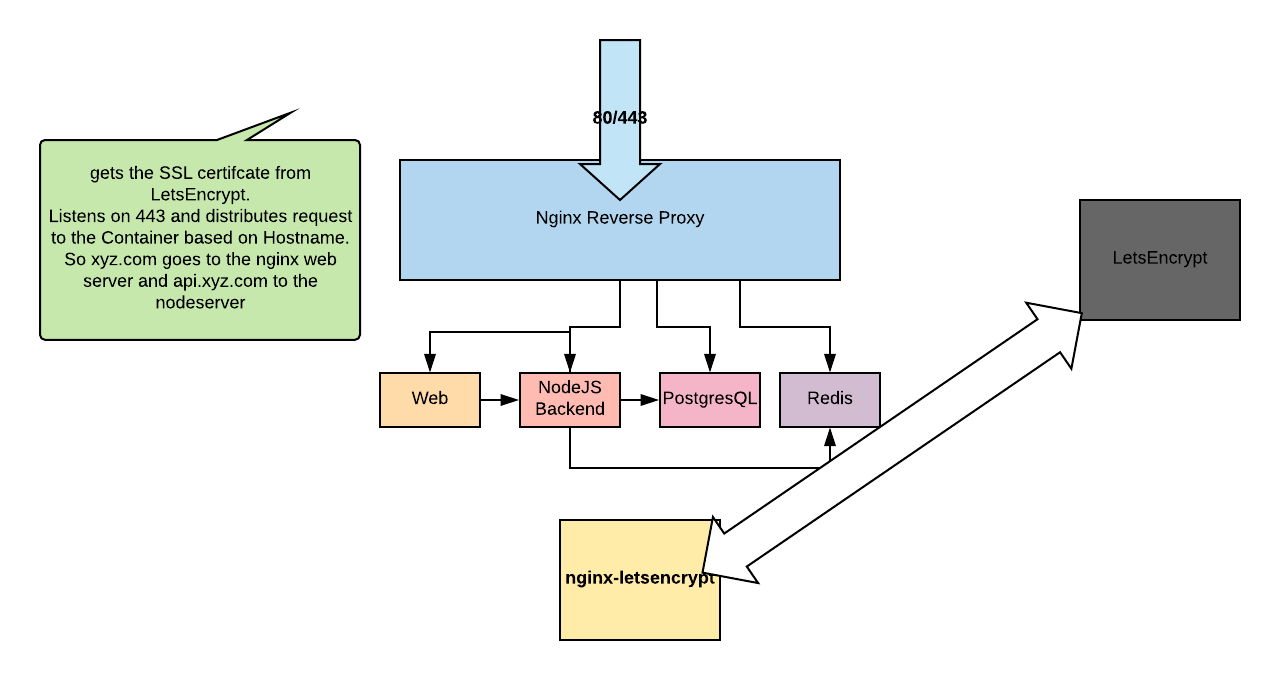 80/443
gets the SSL certifcate from
LetsEncrypt.
Listens on 443 and distributes request
to the Container based on Hostname.
So xyz.com goes to the nginx web
server and api.xyz.com to the
nodeserver
Nginx Reverse Proxy
LetsEncrypt
Web
NodeJS
Backend
PostgresQL
Redis
nginx-letsencrypt